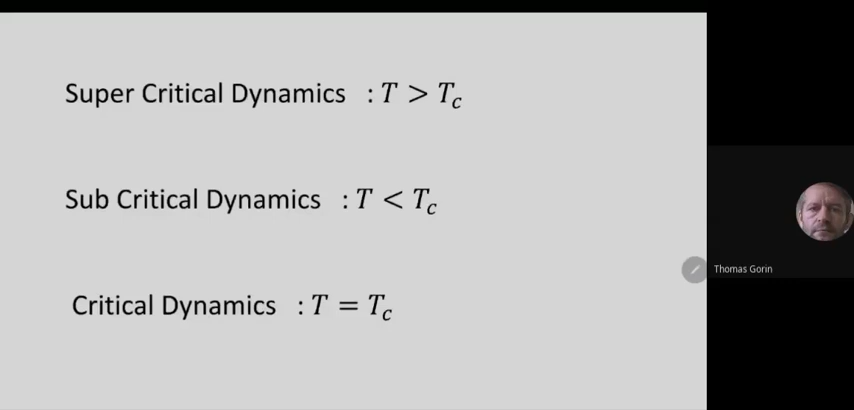 Super Critical Dynamics : T > T_c
Sub Critical Dynamics : T < T_c
Critical Dynamics : T = T_c
Thomas Gorin